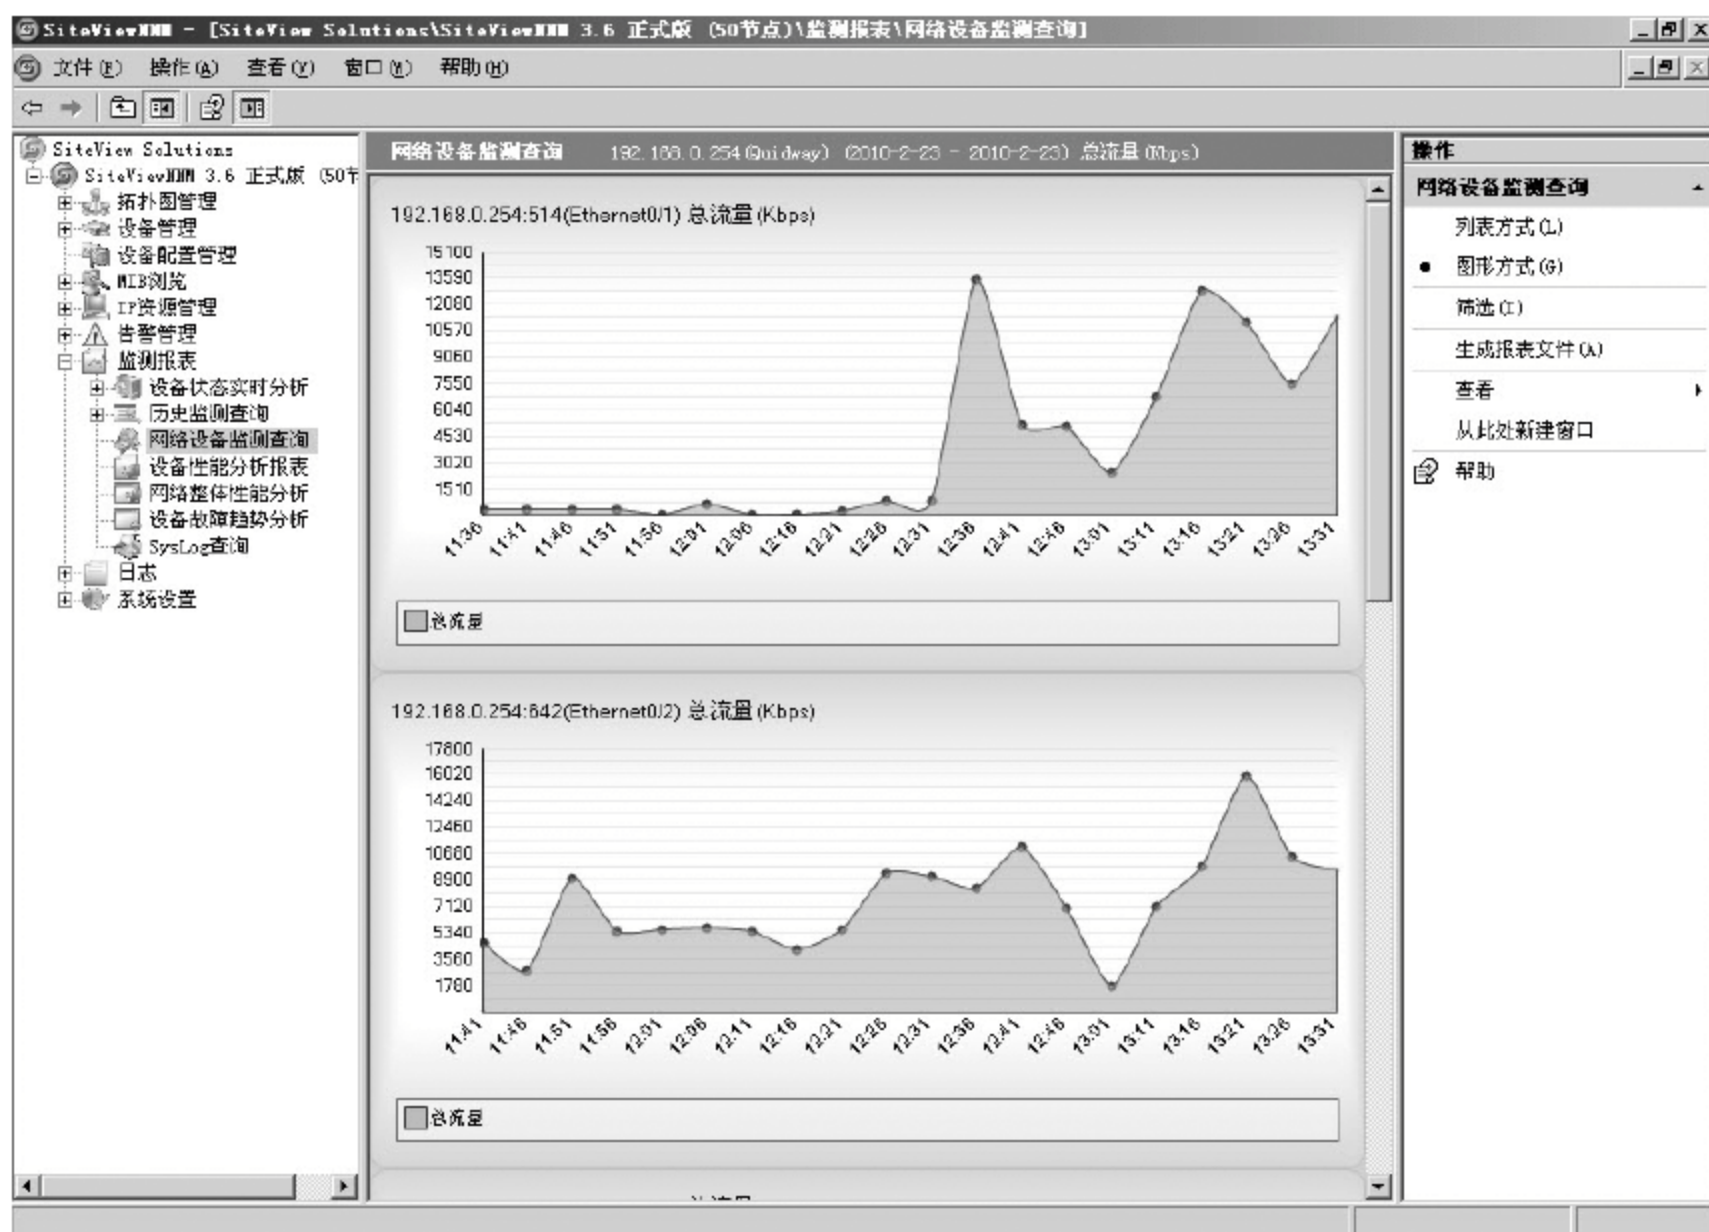 SiteViewNNM - [SiteView Solutions\SiteViewNNM 3.6 正式版 (50节点)\监测报表\网络设备监测查询]
文件(F) 操作(A) 查看(V) 窗口(W) 帮助(H)
SiteView Solutions
SiteViewNNM 3.6 正式版 (50节
拓扑图管理
设备管理
设备配置管理
MIB浏览
IP资源管理
告警管理
监测报表
设备状态实时分析
历史监测查询
网络设备监测查询
设备性能分析报表
网络整体性能分析
设备故障趋势分析
SysLog查询
日志
系统设置
网络设备监测查询 192.168.0.254(Quidway) (2010-2-23 - 2010-2-23) 总流量(Kbps)
192.168.0.254:514(Ethernet0/1) 总流量(Kbps)
15100
13590
12080
10570
9060
7550
6040
4530
3020
1510
11:36 11:41 11:46 11:51 11:56 12:01 12:06 12:16 12:21 12:26 12:31 12:36 12:41 12:46 13:01 13:11 13:16 13:21 13:26 13:31
总流量
192.168.0.254:642(Ethernet0/2) 总流量(Kbps)
17800
16020
14240
12460
10680
8900
7120
5340
3560
1780
11:41 11:46 11:51 11:56 12:01 12:06 12:11 12:16 12:21 12:26 12:31 12:36 12:41 12:46 13:01 13:11 13:16 13:21 13:26 13:31
总流量
操作
网络设备监测查询
列表方式(L)
图形方式(G)
筛选(I)
生成报表文件(A)
查看
从此处新建窗口
帮助